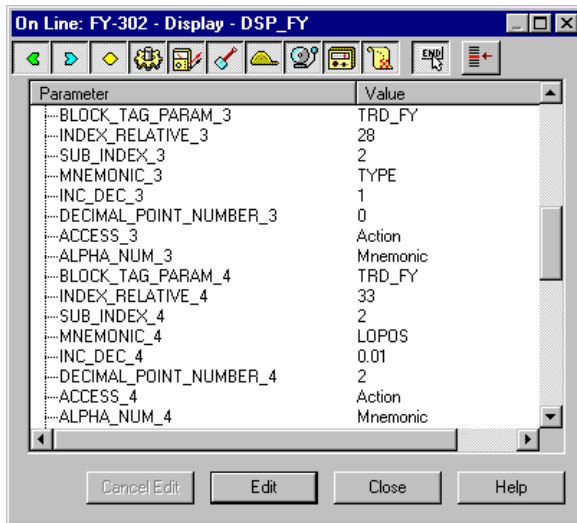 On Line: FY-302 - Display - DSP_FY
END
Parameter Value
BLOCK_TAG_PARAM_3 TRD_FY
INDEX_RELATIVE_3 28
SUB_INDEX_3 2
MNEMONIC_3 TYPE
INC_DEC_3 1
DECIMAL_POINT_NUMBER_3 0
ACCESS_3 Action
ALPHA_NUM_3 Mnemonic
BLOCK_TAG_PARAM_4 TRD_FY
INDEX_RELATIVE_4 33
SUB_INDEX_4 2
MNEMONIC_4 LOPOS
INC_DEC_4 0.01
DECIMAL_POINT_NUMBER_4 2
ACCESS_4 Action
ALPHA_NUM_4 Mnemonic
Cancel Edit Edit Close Help